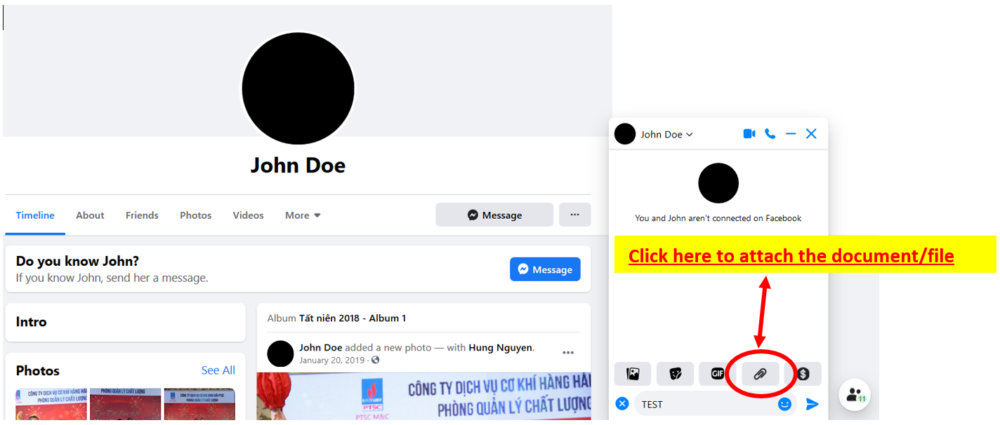 John Doe
Timeline
About
Friends
Photos
Videos
More
Message
Do you know John?
If you know John, send her a message.
Message
Intro
Photos
See All
CÔNG TY DỊCH VỤ CƠ KHÍ HÀNG HẢI
PHÒNG QUẢN LÝ CHẤT LƯỢNG
Album Tất niên 2018 - Album 1
John Doe added a new photo — with Hung Nguyen.
January 20, 2019 ·
PTSC
PTSC M&C
CÔNG TY DỊCH VỤ CƠ KHÍ HÀNG HẢI
PHÒNG QUẢN LÝ CHẤT LƯỢNG
John Doe
You and John aren't connected on Facebook
Click here to attach the document/file
GIF
$
TEST
11